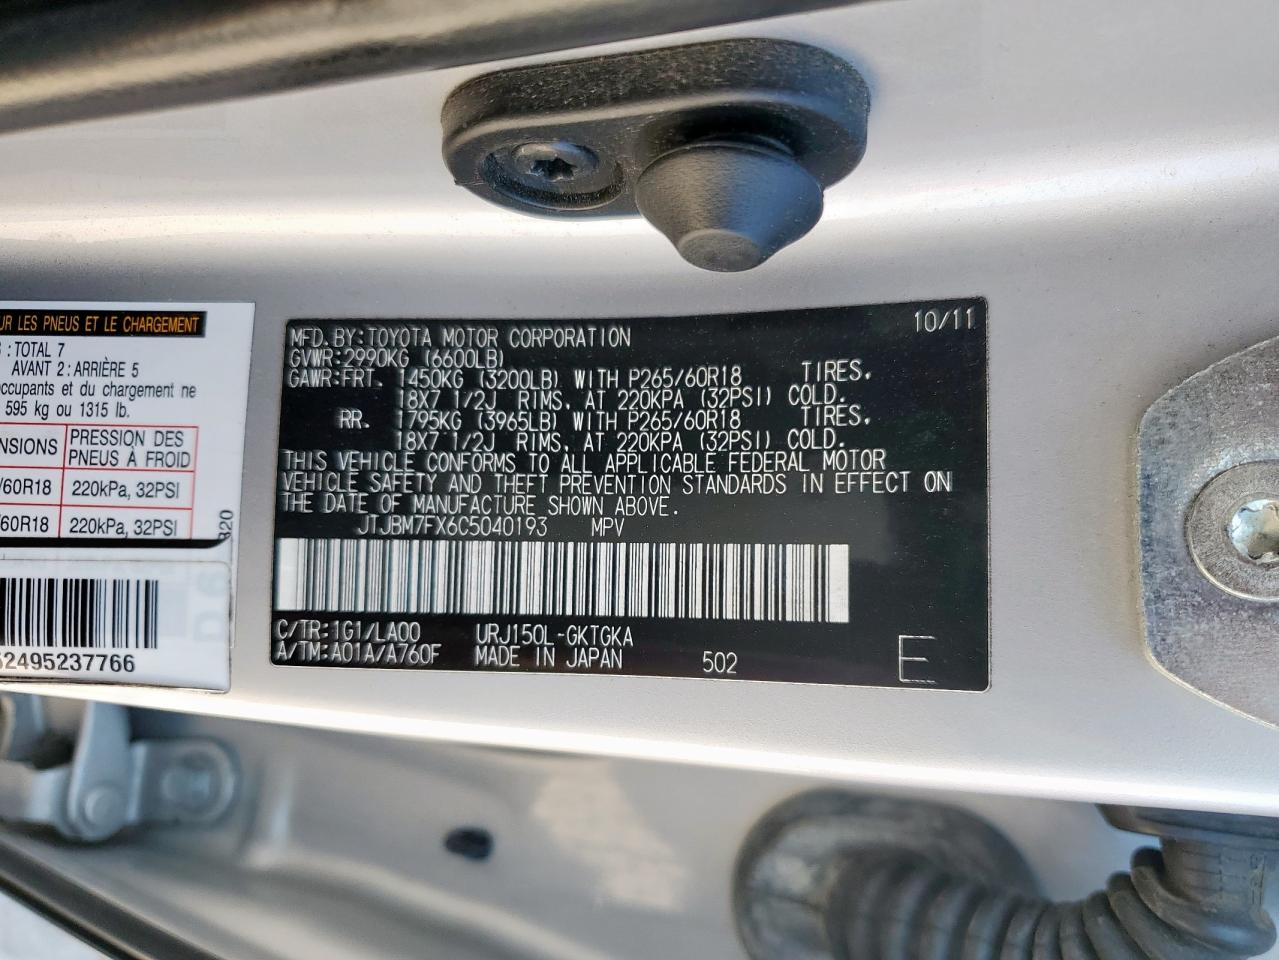 UR LES PNEUS ET LE CHARGEMENT
: TOTAL 7
AVANT 2 : ARRIÈRE 5
occupants et du chargement ne
595 kg ou 1315 lb.
NSIONS PRESSION DES PNEUS À FROID
/60R18 220kPa, 32PSI
/60R18 220kPa, 32PSI
B20
52495237766
10/11
MFD. BY: TOYOTA MOTOR CORPORATION
GVWR: 2990KG (6600LB)
GAWR: FRT. 1450KG (3200LB) WITH P265/60R18 TIRES,
18X7 1/2J RIMS, AT 220KPA (32PSI) COLD.
RR. 1795KG (3965LB) WITH P265/60R18 TIRES,
18X7 1/2J RIMS, AT 220KPA (32PSI) COLD.
THIS VEHICLE CONFORMS TO ALL APPLICABLE FEDERAL MOTOR
VEHICLE SAFETY AND THEFT PREVENTION STANDARDS IN EFFECT ON
THE DATE OF MANUFACTURE SHOWN ABOVE.
JTJBM7FX6C5040193 MPV
C/TR: 1G1/LA00 URJ150L-GKTGKA
A/TM: A01A/A760F MADE IN JAPAN 502
E